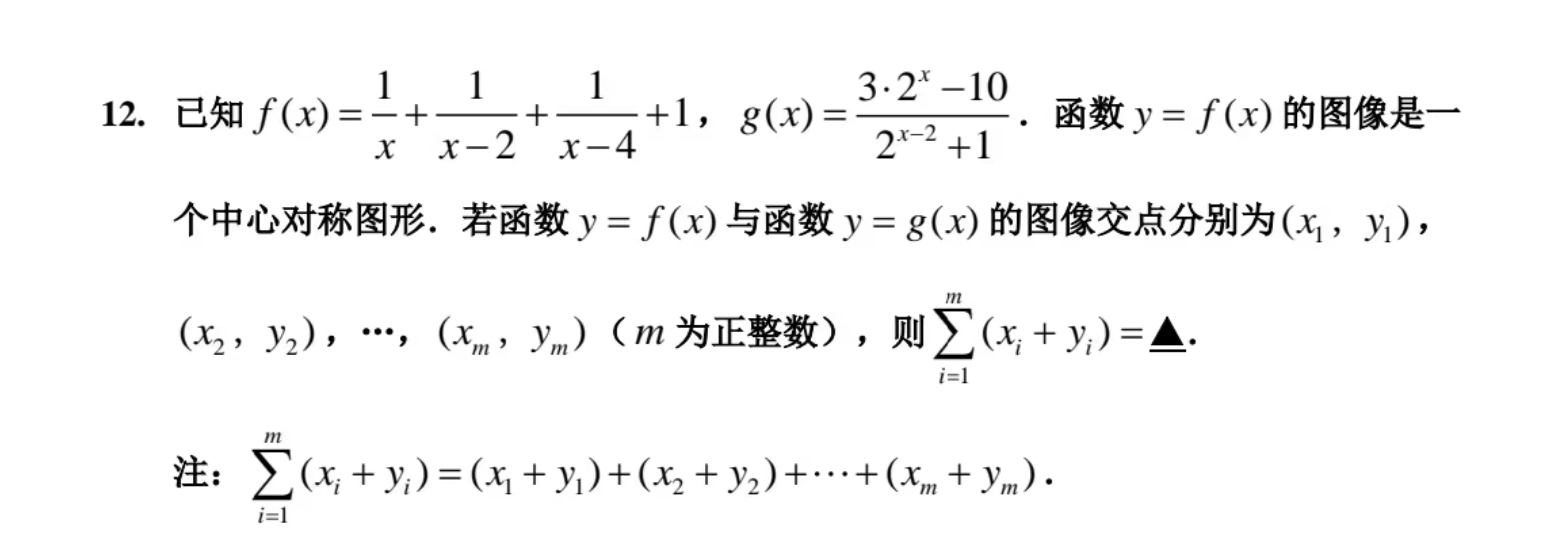 12. 已知 f(x) = 1/x + 1/(x−2) + 1/(x−4) + 1，g(x) = (3·2^x −10)/(2^(x−2) +1)．函数 y = f(x) 的图像是一
个中心对称图形．若函数 y = f(x) 与函数 y = g(x) 的图像交点分别为 (x₁，y₁)，
(x₂，y₂)，…，(xₘ，yₘ)（m 为正整数），则 ∑_{i=1}^{m} (xᵢ + yᵢ) = ▲．
注：∑_{i=1}^{m} (xᵢ + yᵢ) = (x₁ + y₁) + (x₂ + y₂) + ⋯ + (xₘ + yₘ)．